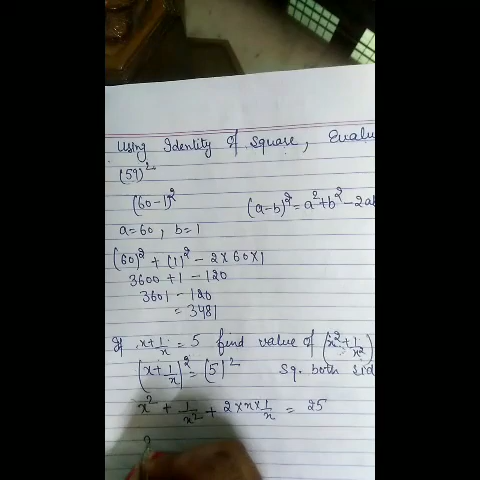 Using Identity of Square, Evalu
(59)²
(60-1)² (a-b)² = a²+b²-2ab
a=60, b=1
(60)² + (1)² - 2×60×1
3600 + 1 - 120
3601 - 120
= 3481
If x+1/x = 5 find value of (x²+1/x²)
(x+1/x)² = (5)² Sq. both sid
x² + 1/x² + 2×x×1/x = 25